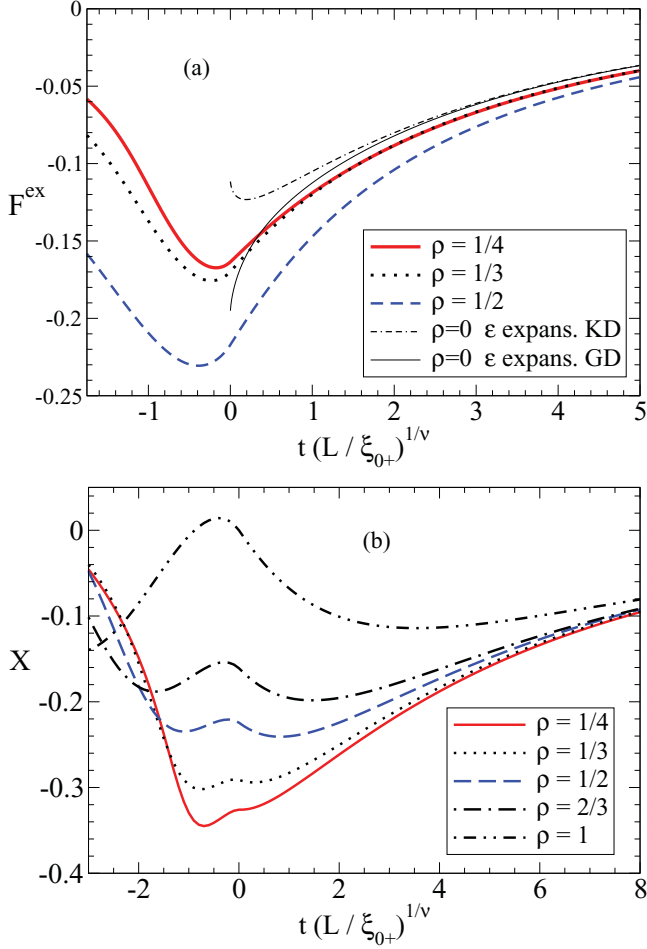 0
-0.05
-0.1
-0.15
-0.2
-0.25
F^ex
(a)
ρ = 1/4
ρ = 1/3
ρ = 1/2
ρ=0 ε expans. KD
ρ=0 ε expans. GD
-1 0 1 2 3 4 5
t (L / ξ₀₊)^1/ν
0
-0.1
-0.2
-0.3
-0.4
X
(b)
ρ = 1/4
ρ = 1/3
ρ = 1/2
ρ = 2/3
ρ = 1
-2 0 2 4 6 8
t (L / ξ₀₊)^1/ν